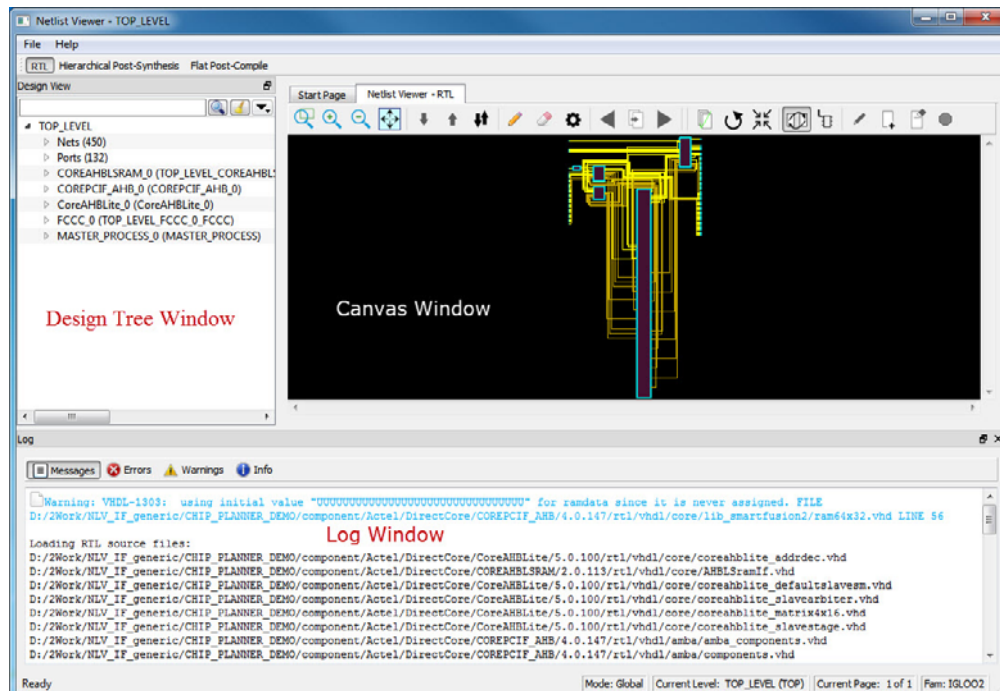 Netlist Viewer - TOP_LEVEL
File Help
RTL Hierarchical Post-Synthesis Flat Post-Compile
Design View
TOP_LEVEL
Nets (450)
Ports (132)
COREAHBLSRAM_0 (TOP_LEVEL_COREAHBL
COREPCIF_AHB_0 (COREPCIF_AHB_0)
CoreAHBLite_0 (CoreAHBLite_0)
FCCC_0 (TOP_LEVEL_FCCC_0_FCCC)
MASTER_PROCESS_0 (MASTER_PROCESS)
Design Tree Window
Start Page Netlist Viewer - RTL
Canvas Window
Log
Messages Errors Warnings Info
Warning: VHDL-1303: using initial value "UUUUUUUUUUUUUUUUUUUUUUUUUUUUUUUU" for ramdata since it is never assigned. FILE
D:/2Work/NLV_IF_generic/CHIP_PLANNER_DEMO/component/Actel/DirectCore/COREPCIF_AHB/4.0.147/rtl/vhdl/core/lib_smartfusion2/ram64x32.vhd LINE 56
Log Window
Loading RTL source files:
D:/2Work/NLV_IF_generic/CHIP_PLANNER_DEMO/component/Actel/DirectCore/CoreAHBLite/5.0.100/rtl/vhdl/core/coreahblite_addrdec.vhd
D:/2Work/NLV_IF_generic/CHIP_PLANNER_DEMO/component/Actel/DirectCore/COREAHBLSRAM/2.0.113/rtl/vhdl/core/AHBLSramIf.vhd
D:/2Work/NLV_IF_generic/CHIP_PLANNER_DEMO/component/Actel/DirectCore/CoreAHBLite/5.0.100/rtl/vhdl/core/coreahblite_defaultslavesm.vhd
D:/2Work/NLV_IF_generic/CHIP_PLANNER_DEMO/component/Actel/DirectCore/CoreAHBLite/5.0.100/rtl/vhdl/core/coreahblite_slavearbiter.vhd
D:/2Work/NLV_IF_generic/CHIP_PLANNER_DEMO/component/Actel/DirectCore/CoreAHBLite/5.0.100/rtl/vhdl/core/coreahblite_matrix4x16.vhd
D:/2Work/NLV_IF_generic/CHIP_PLANNER_DEMO/component/Actel/DirectCore/CoreAHBLite/5.0.100/rtl/vhdl/core/coreahblite_slavestage.vhd
D:/2Work/NLV_IF_generic/CHIP_PLANNER_DEMO/component/Actel/DirectCore/COREPCIF_AHB/4.0.147/rtl/vhdl/amba/amba_components.vhd
D:/2Work/NLV_IF_generic/CHIP_PLANNER_DEMO/component/Actel/DirectCore/COREPCIF_AHB/4.0.147/rtl/vhdl/amba/components.vhd
Ready Mode: Global Current Level: TOP_LEVEL (TOP) Current Page: 1 of 1 Fam: IGLOO2